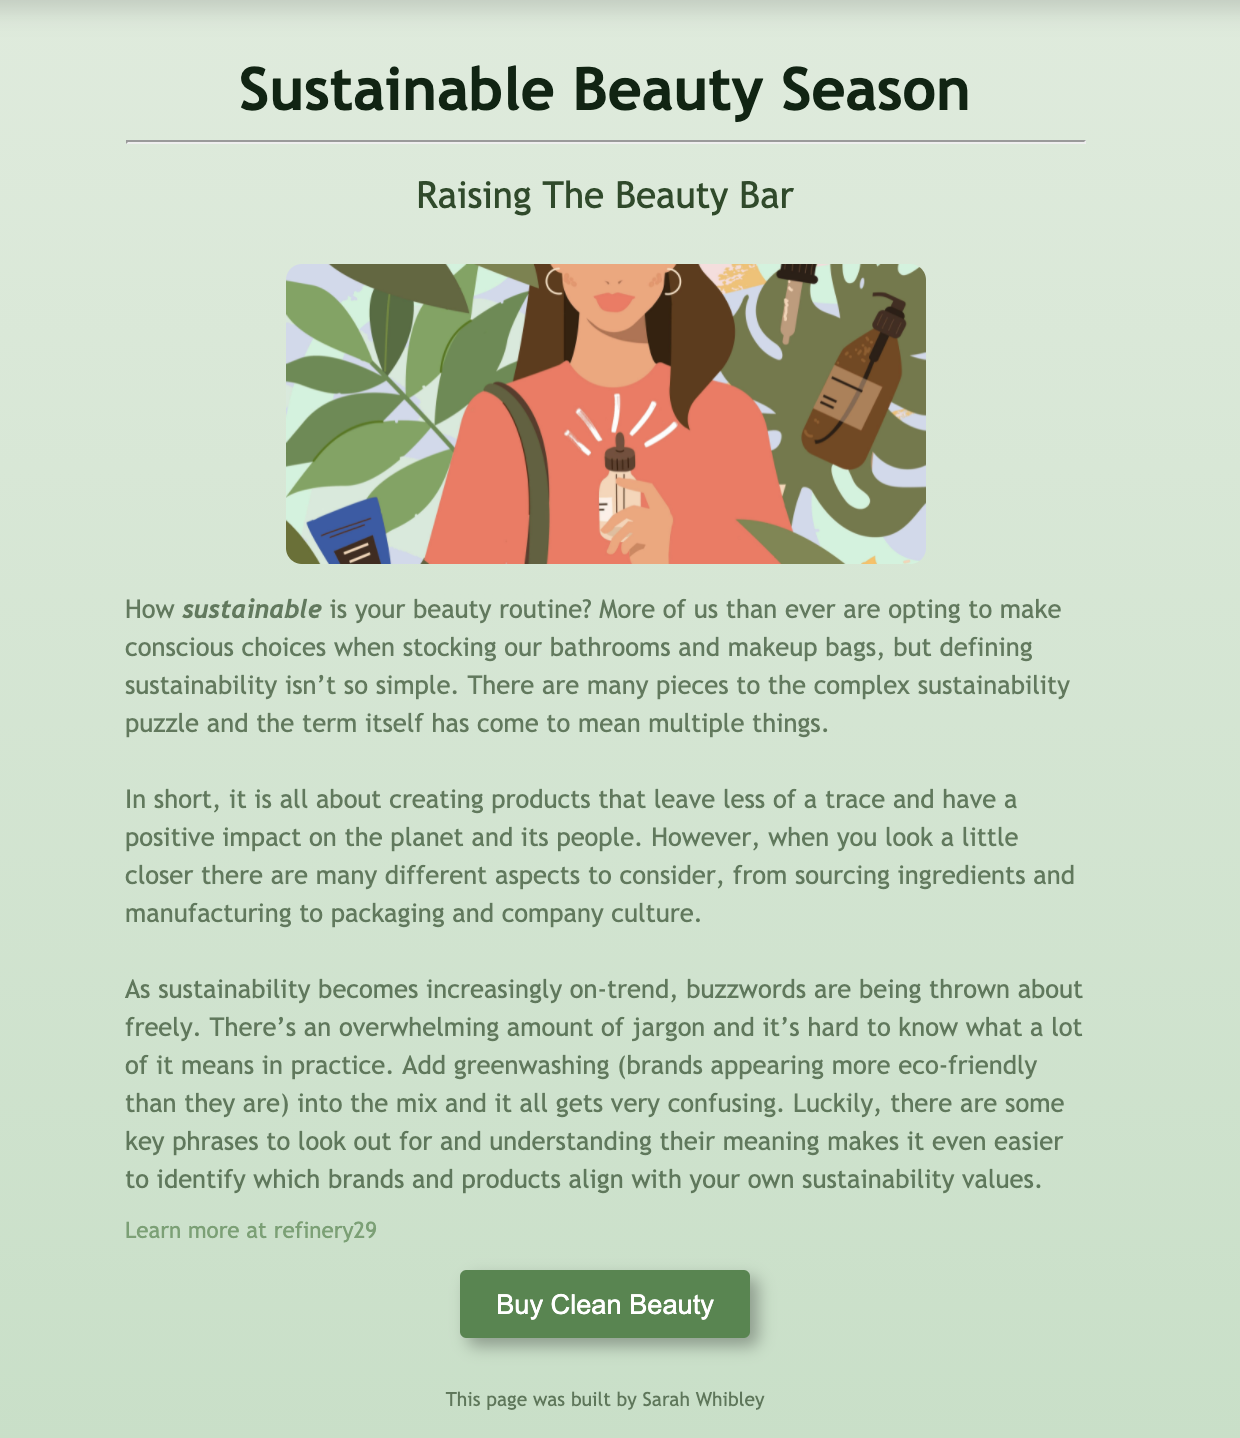 Sustainable Beauty Season
Raising The Beauty Bar
How sustainable is your beauty routine? More of us than ever are opting to make
conscious choices when stocking our bathrooms and makeup bags, but defining
sustainability isn’t so simple. There are many pieces to the complex sustainability
puzzle and the term itself has come to mean multiple things.
In short, it is all about creating products that leave less of a trace and have a
positive impact on the planet and its people. However, when you look a little
closer there are many different aspects to consider, from sourcing ingredients and
manufacturing to packaging and company culture.
As sustainability becomes increasingly on-trend, buzzwords are being thrown about
freely. There’s an overwhelming amount of jargon and it’s hard to know what a lot
of it means in practice. Add greenwashing (brands appearing more eco-friendly
than they are) into the mix and it all gets very confusing. Luckily, there are some
key phrases to look out for and understanding their meaning makes it even easier
to identify which brands and products align with your own sustainability values.
Learn more at refinery29
Buy Clean Beauty
This page was built by Sarah Whibley